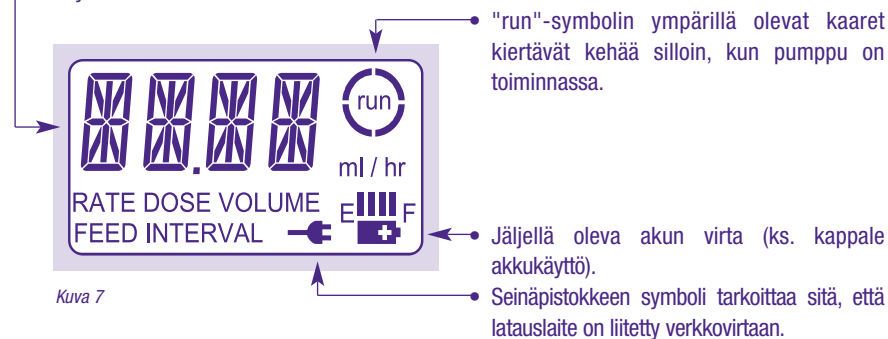 "run"-symbolin ympärillä olevat kaaret
kiertävät kehää silloin, kun pumppu on
toiminnassa.
run
ml / hr
RATE DOSE VOLUME
E F
FEED INTERVAL
Jäljellä oleva akun virta (ks. kappale
akkukäyttö).
Kuva 7
Seinäpistokkeen symboli tarkoittaa sitä, että
latauslaite on liitetty verkkovirtaan.